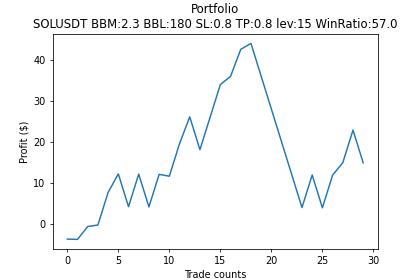 Portfolio
SOLUSDT BBM:2.3 BBL:180 SL:0.8 TP:0.8 lev:15 WinRatio:57.0
40
30
20
10
0
Profit ($)
0 5 10 15 20 25 30
Trade counts